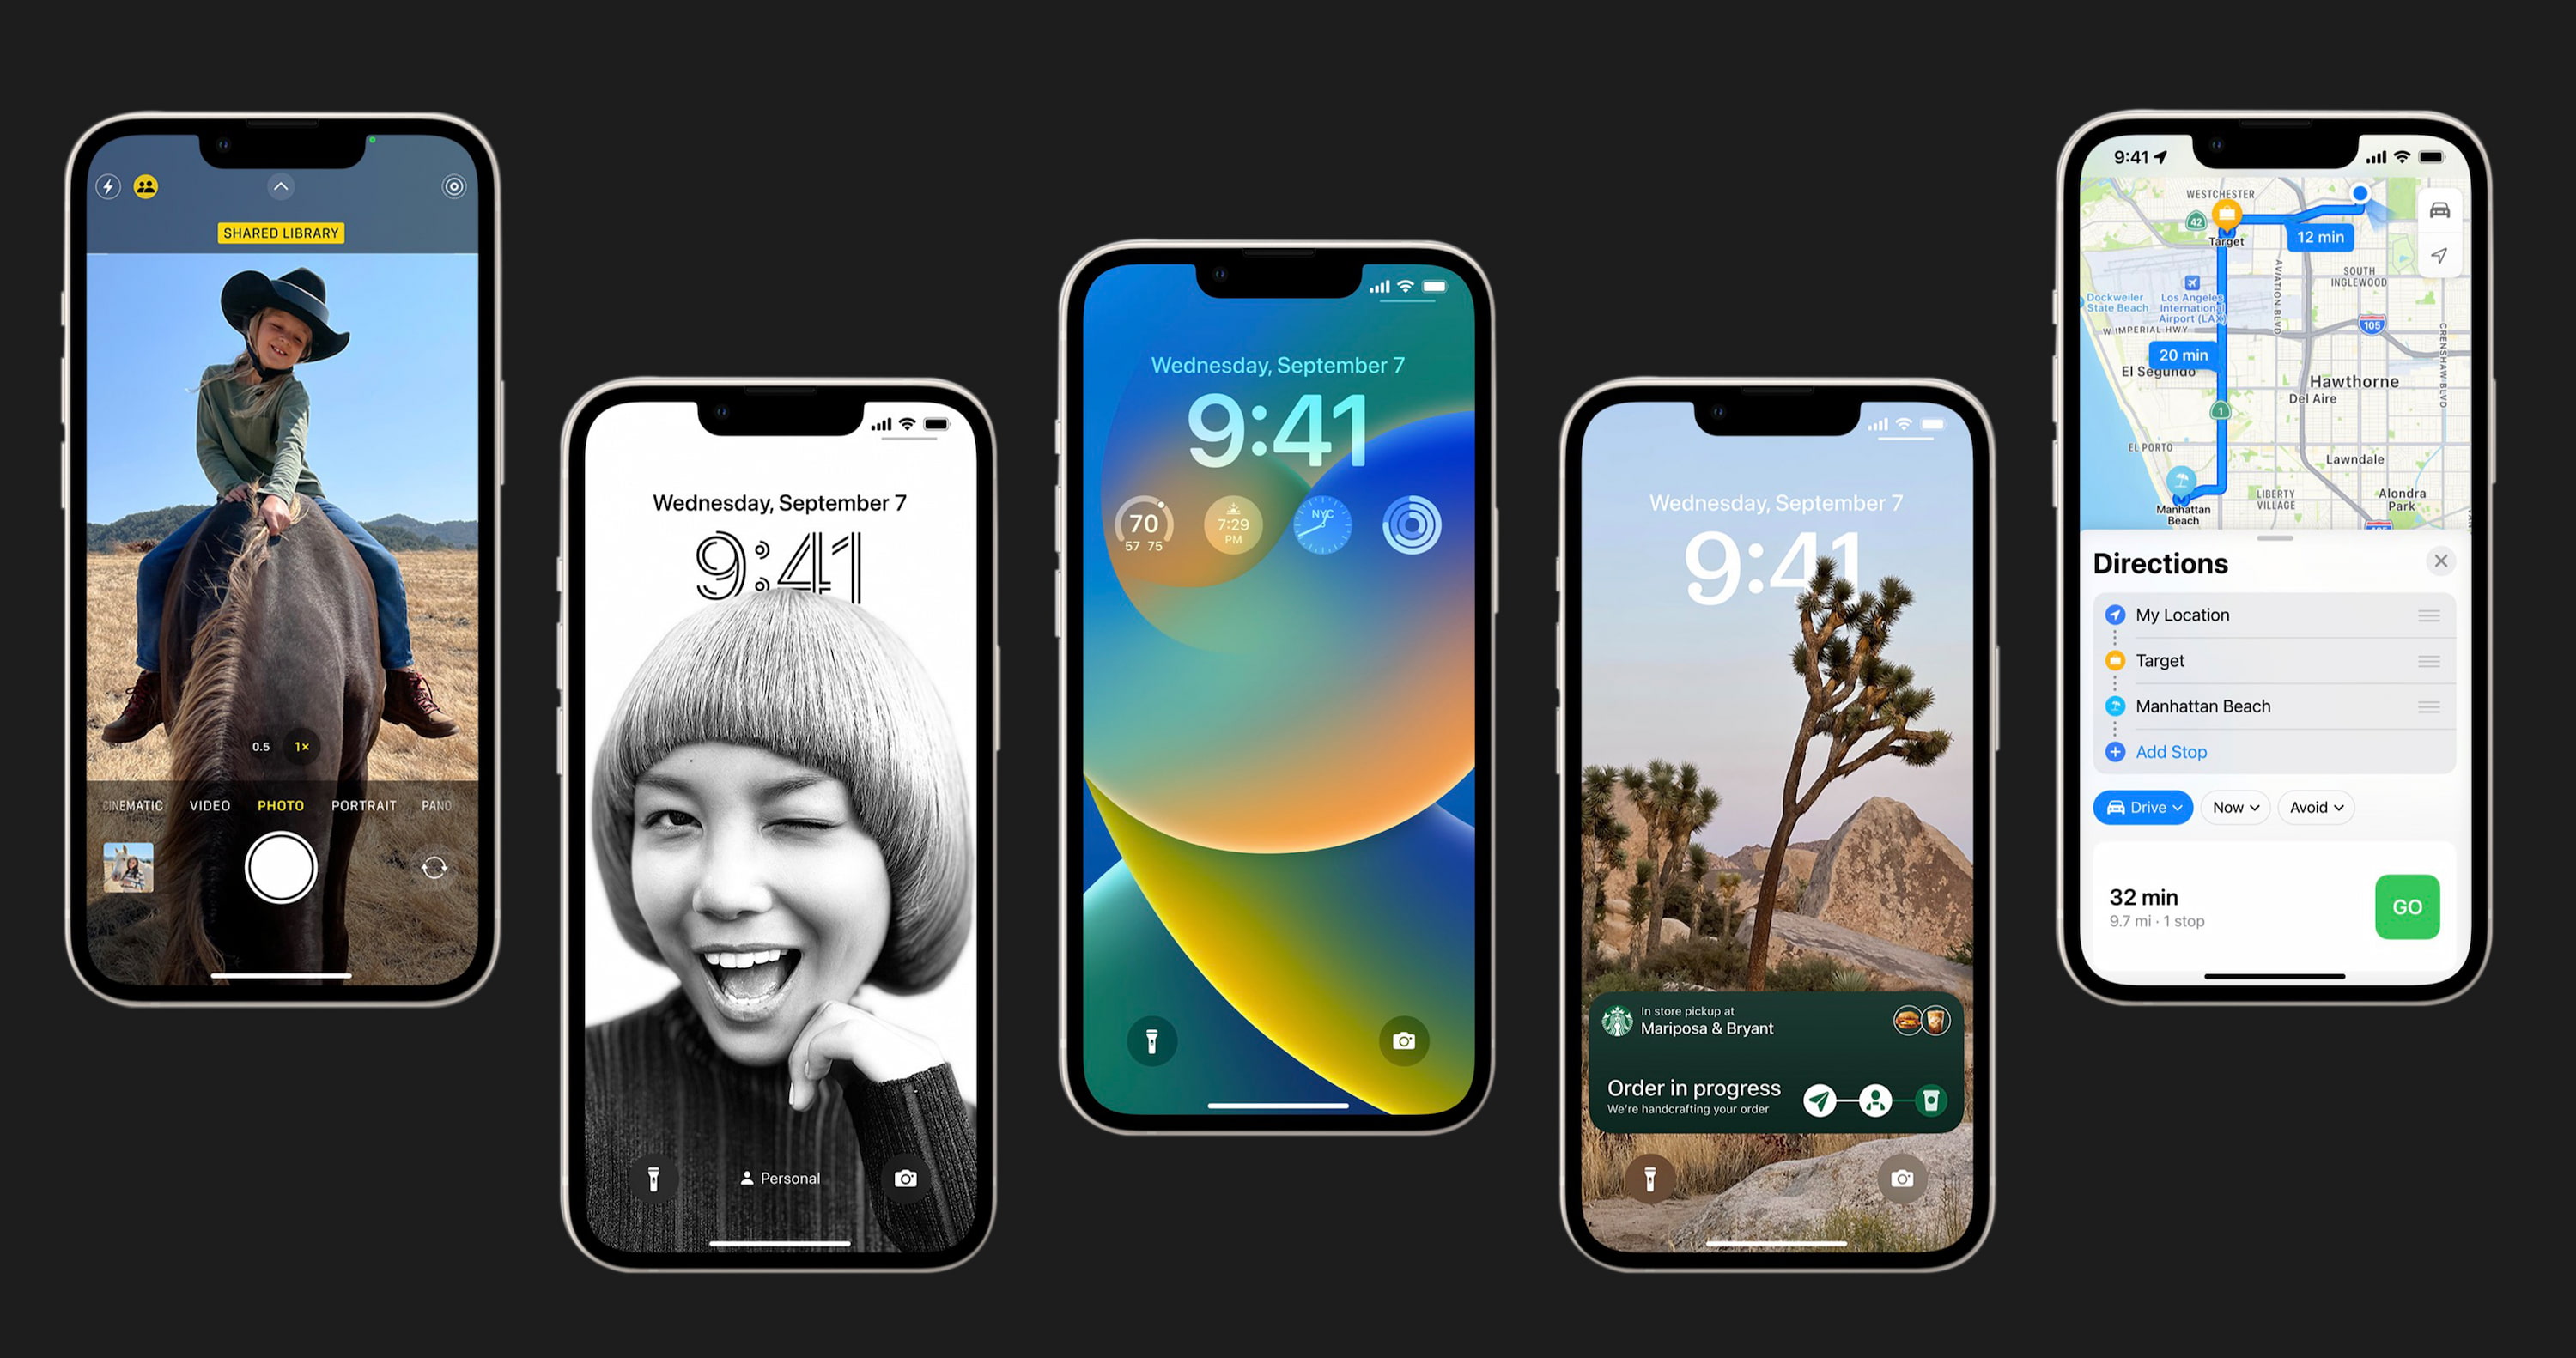 SHARED LIBRARY
0.5 1×
CINEMATIC VIDEO PHOTO PORTRAIT PANO
Wednesday, September 7
9:41
Personal
Wednesday, September 7
9:41
70
57 75
7:29
PM
NYC
Wednesday, September 7
9:41
In store pickup at
Mariposa & Bryant
Order in progress
We're handcrafting your order
9:41
WESTCHESTER
42
Target
12 min
AVIATION BLVD
SOUTH
INGLEWOOD
Dockweiler
State Beach
Los Angeles
International
Airport (LAX)
W IMPERIAL HWY
105
CRENSHAW BLVD
20 min
El Segundo
Hawthorne
Del Aire
1
EL PORTO
Lawndale
LIBERTY
VILLAGE
Alondra
Park
Manhattan
Beach
Directions
My Location
Target
Manhattan Beach
Add Stop
Drive
Now
Avoid
32 min
9.7 mi · 1 stop
GO